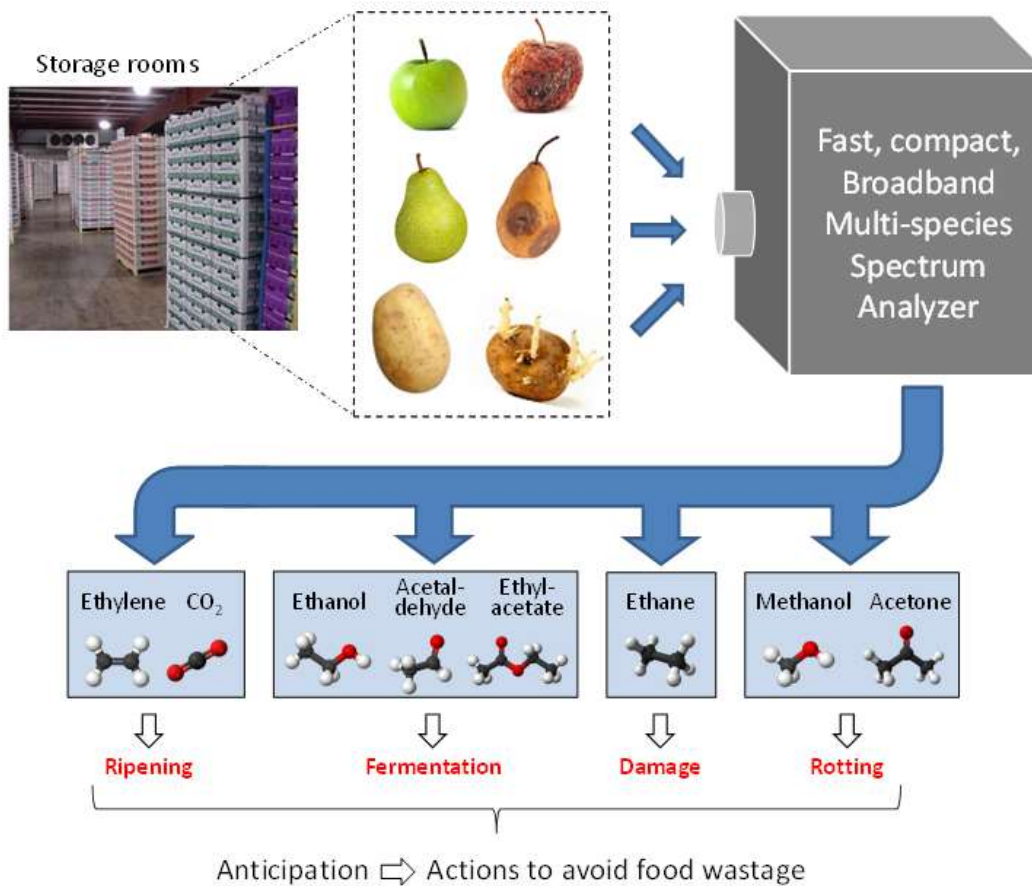 Storage rooms
Fast, compact,
Broadband
Multi-species
Spectrum
Analyzer
Ethylene CO₂
Ethanol Acetal-
dehyde Ethyl-
acetate
Ethane
Methanol Acetone
Ripening
Fermentation
Damage
Rotting
Anticipation ⇨ Actions to avoid food wastage